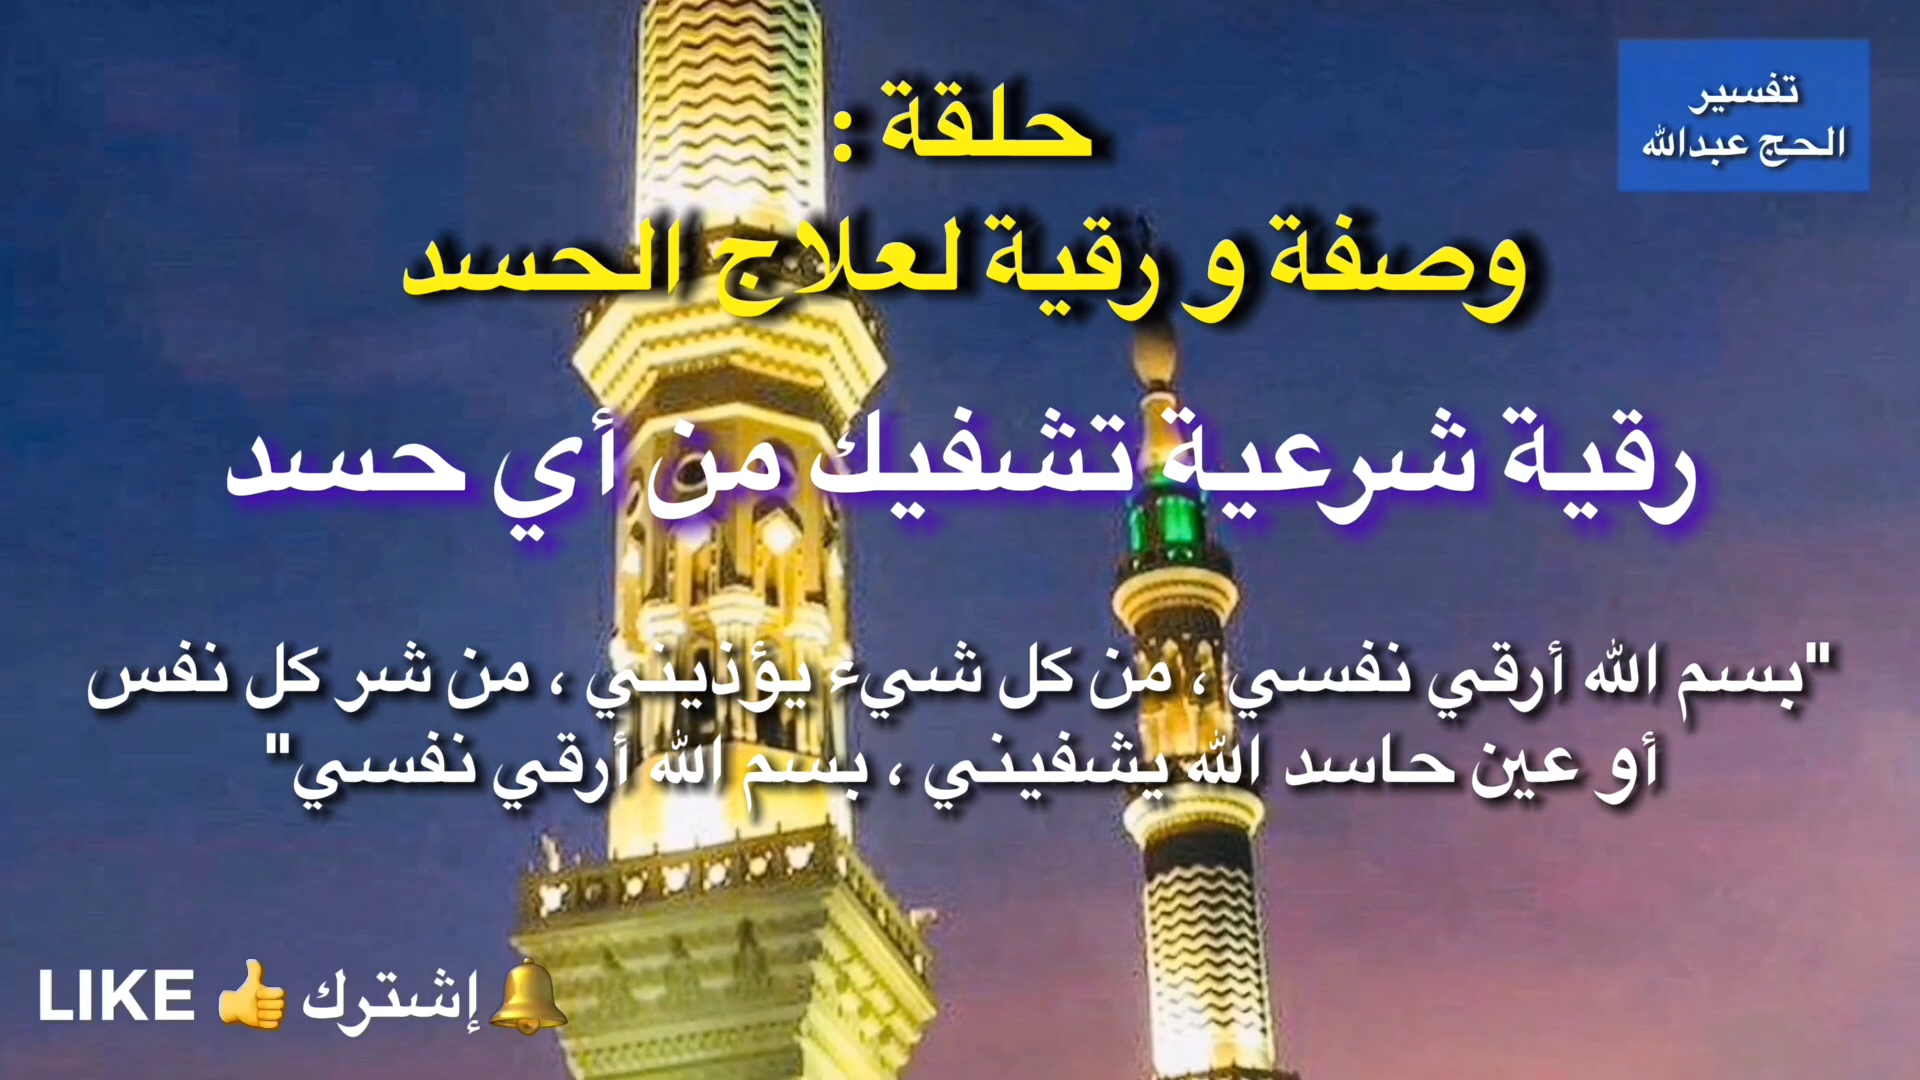 تفسير
الحج عبدالله
حلقة :
وصفة و رقية لعلاج الحسد
رقية شرعية تشفيك من أي حسد
"بسم الله أرقي نفسي ، من كل شيء يؤذيني ، من شر كل نفس
أو عين حاسد الله يشفيني ، بسم الله أرقي نفسي"
LIKE 👍 إشترك 🔔